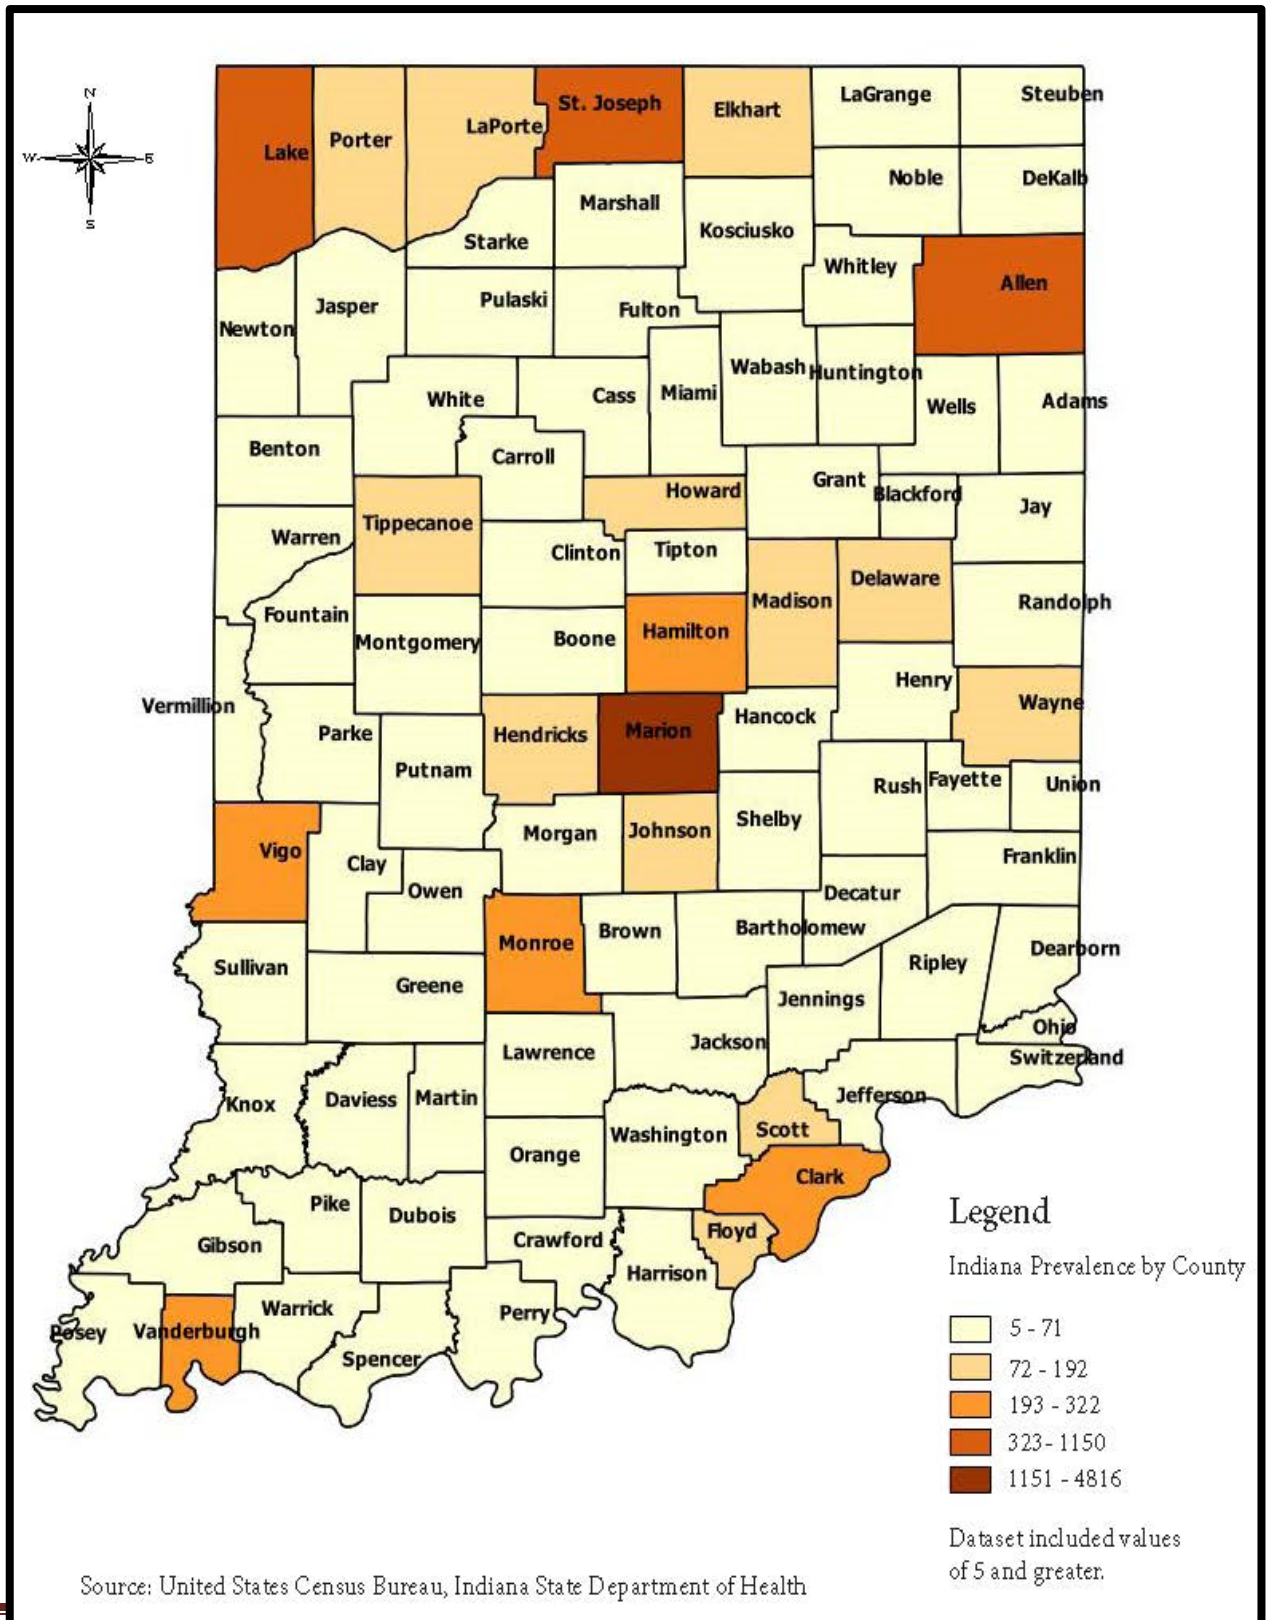 N
W
E
S
LaGrange
Steuben
St. Joseph
Elkhart
Porter
LaPorte
Lake
Noble
DeKalb
Marshall
Kosciusko
Starke
Whitley
Allen
Pulaski
Jasper
Fulton
Newton
Wabash
Huntington
Miami
Cass
White
Wells
Adams
Benton
Carroll
Grant
Howard
Blackford
Jay
Tippecanoe
Warren
Clinton
Tipton
Delaware
Madison
Randolph
Fountain
Hamilton
Boone
Montgomery
Henry
Wayne
Vermillion
Hancock
Marion
Hendricks
Parke
Putnam
Rush
Fayette
Union
Shelby
Johnson
Morgan
Vigo
Clay
Franklin
Owen
Decatur
Brown
Bartholomew
Monroe
Dearborn
Ripley
Sullivan
Greene
Jennings
Ohio
Jackson
Lawrence
Switzerland
Jefferson
Martin
Daviess
Knox
Scott
Washington
Orange
Clark
Pike
Dubois
Floyd
Crawford
Gibson
Harrison
Warrick
Perry
Posey
Vanderburgh
Spencer
Legend
Indiana Prevalence by County
5 - 71
72 - 192
193 - 322
323- 1150
1151 - 4816
Dataset included values
of 5 and greater.
Source: United States Census Bureau, Indiana State Department of Health